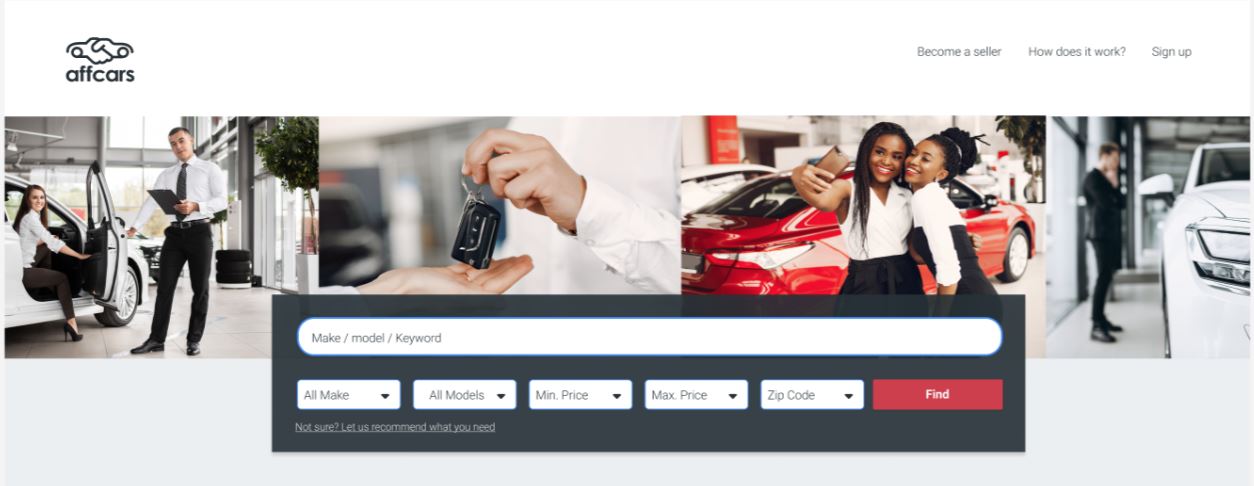 affcars
Become a seller
How does it work?
Sign up
Make / model / Keyword
All Make
All Models
Min. Price
Max. Price
Zip Code
Find
Not sure? Let us recommend what you need